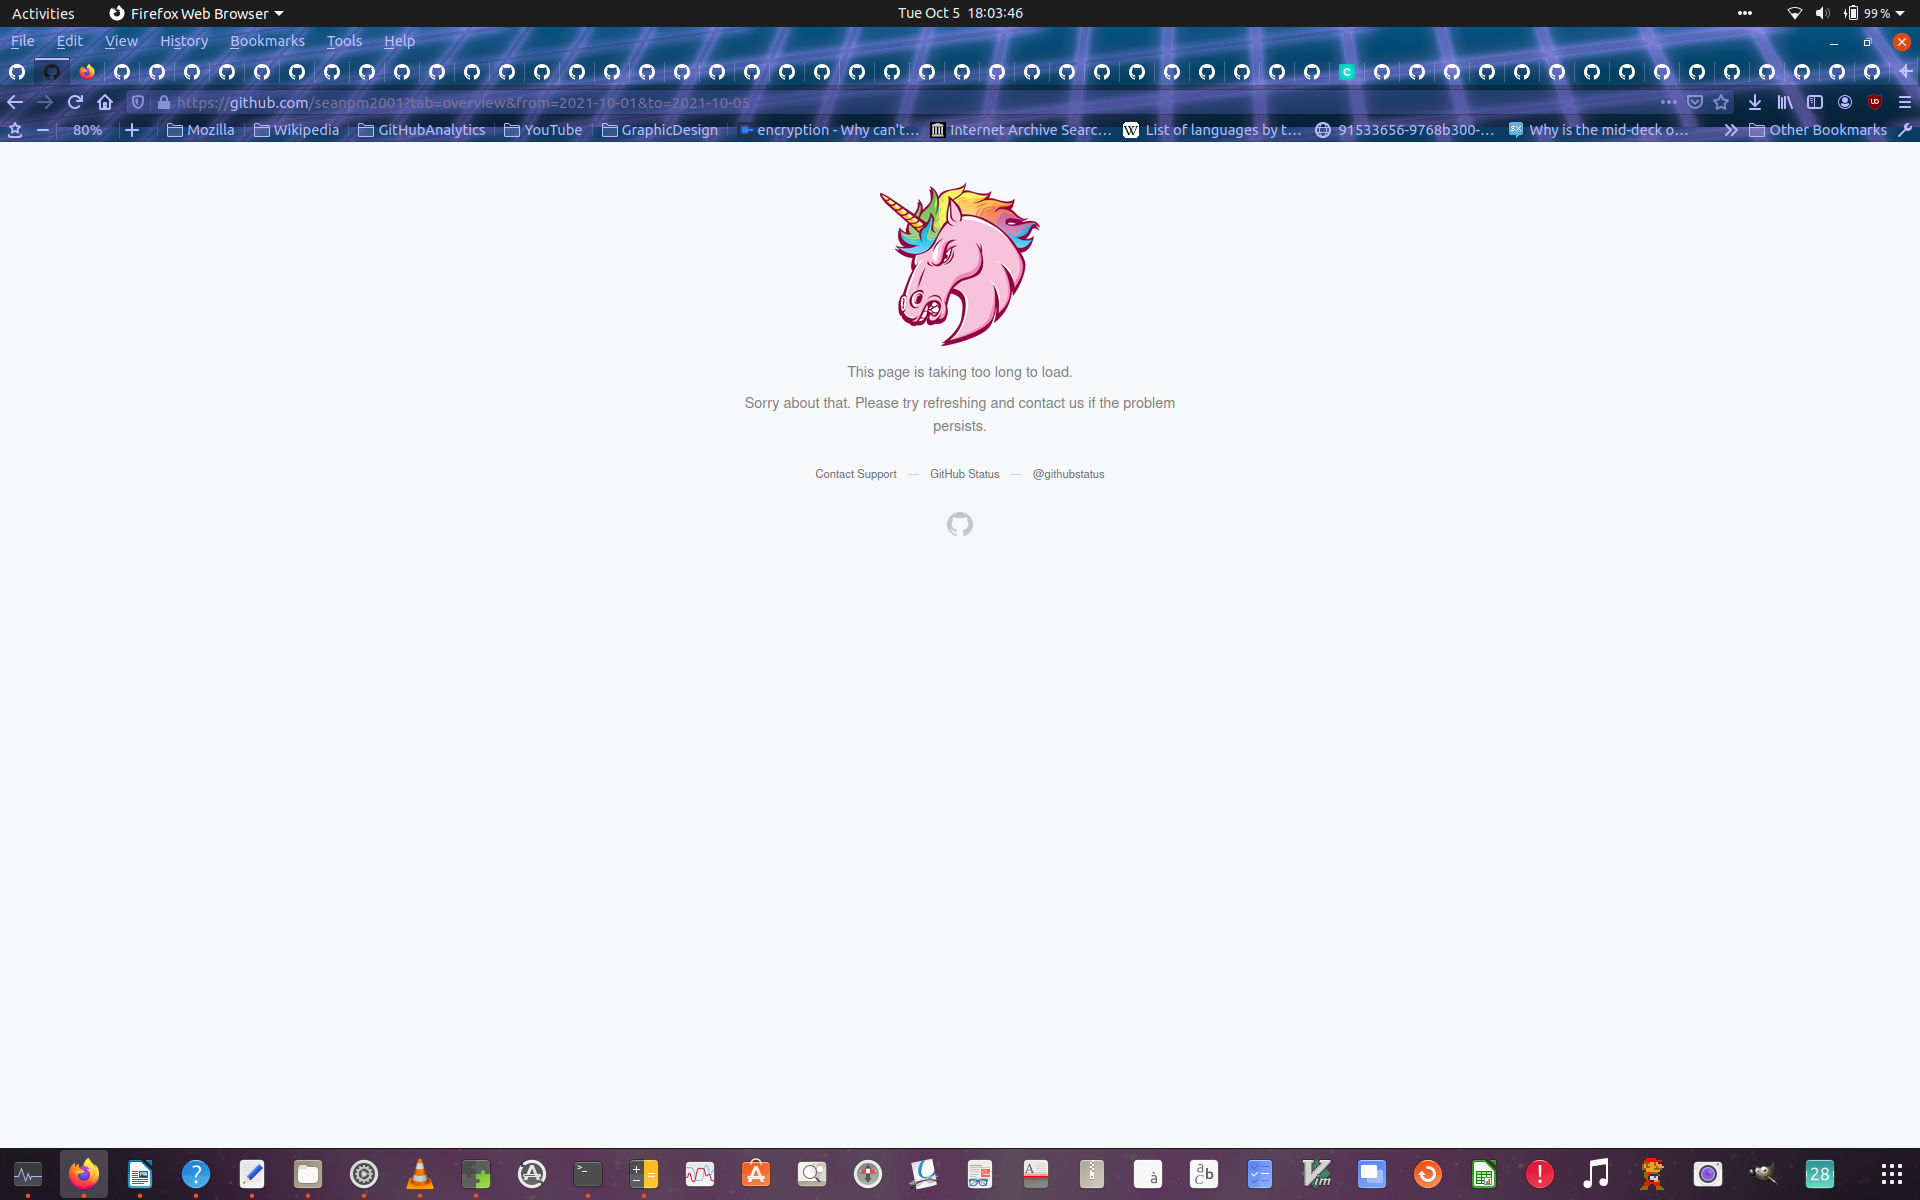 Activities
Firefox Web Browser
Tue Oct 5 18:03:46
99 %
File Edit View History Bookmarks Tools Help
C
https://github.com/seanpm2001?tab=overview&from=2021-10-01&to=2021-10-05
80%
Mozilla
Wikipedia
GitHubAnalytics
YouTube
GraphicDesign
encryption - Why can't…
Internet Archive Searc…
W
List of languages by t…
91533656-9768b300-…
Why is the mid-deck o…
Other Bookmarks
This page is taking too long to load.
Sorry about that. Please try refreshing and contact us if the problem
persists.
Contact Support — GitHub Status — @githubstatus
28